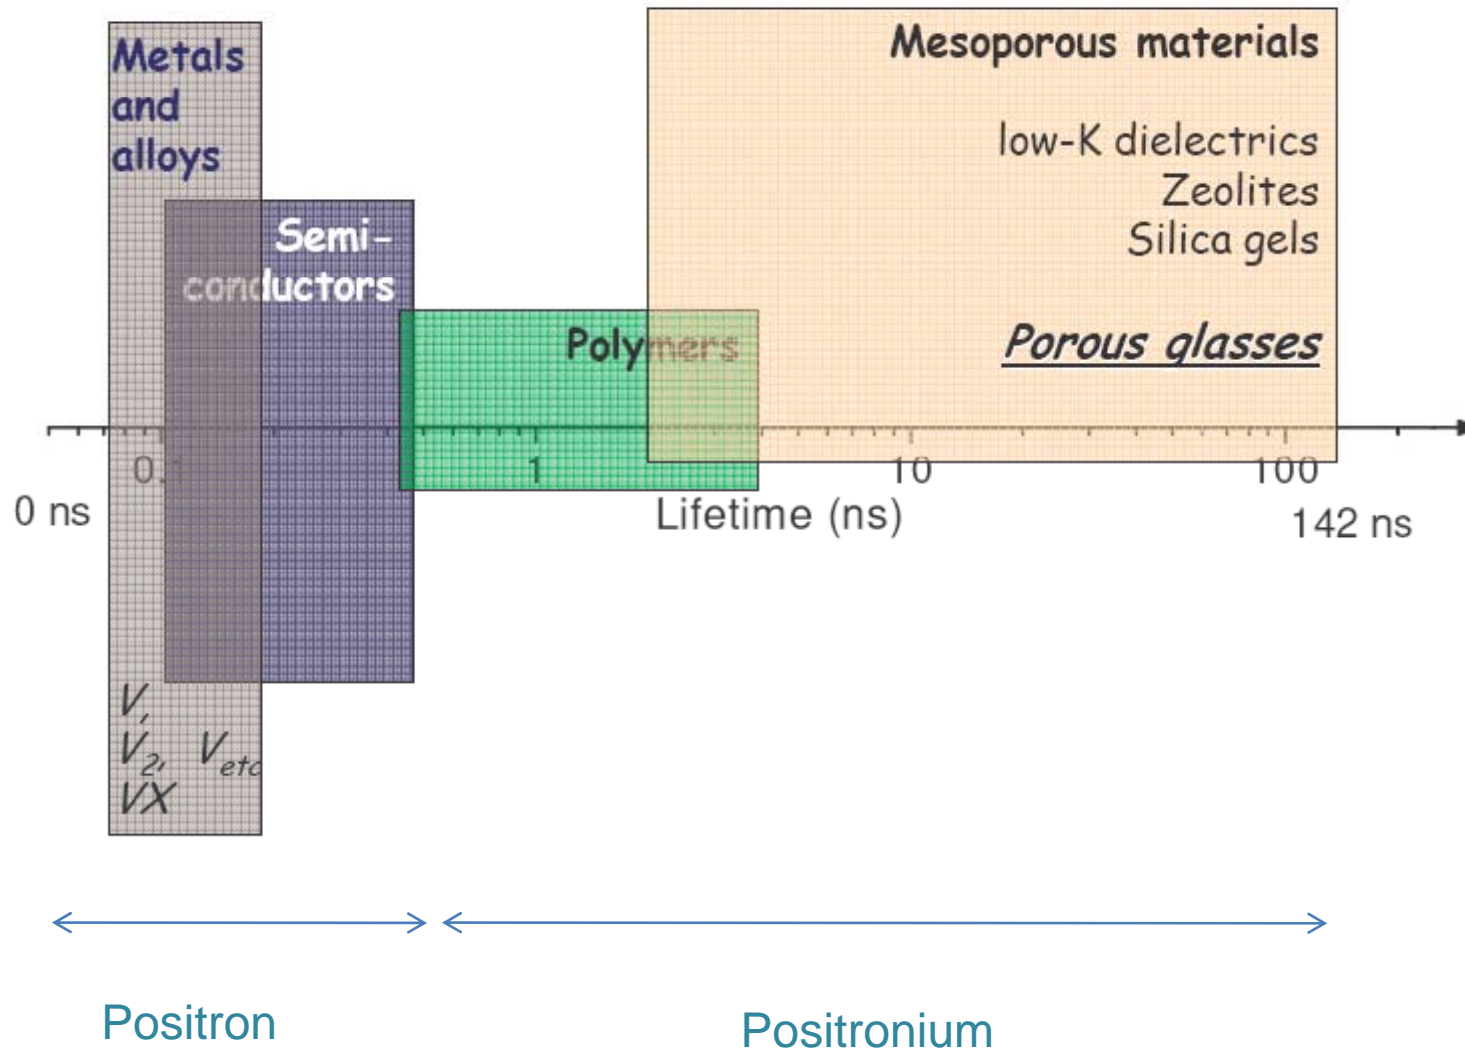 Metals
and
alloys
Semi-
conductors
Polymers
Mesoporous materials
low-K dielectrics
Zeolites
Silica gels
Porous glasses
0.1
1
10
100
0 ns
Lifetime (ns)
142 ns
V,
V2, Vetc
VX
Positron
Positronium